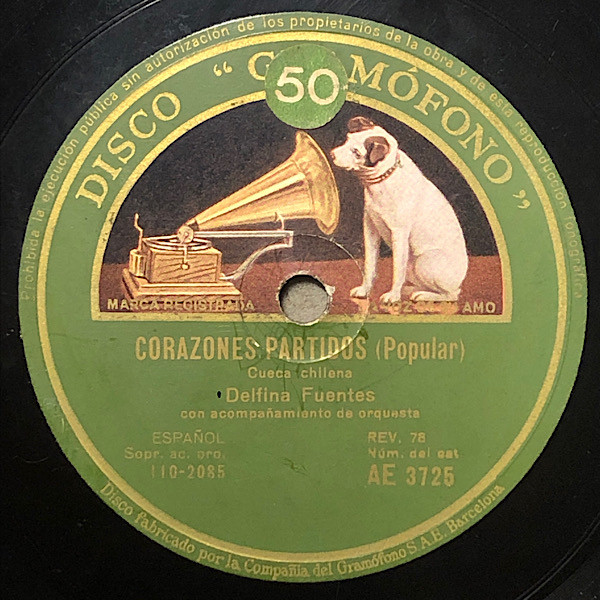 Prohibida la ejecución pública sin autorización de los propietarios de la obra y de esta reproducción fonográfica
DISCO “ G MÓFONO ”
50
MARCA REGISTRADA
AMO
CORAZONES PARTIDOS (Popular)
Cueca chilena
Delfina Fuentes
con acompañamiento de orquesta
ESPAÑOL
Sopr. ac. orq.
110-2085
REV. 78
Núm. del cat
AE 3725
Disco fabricado por la Compañía del Gramófono S.A.E. Barcelona